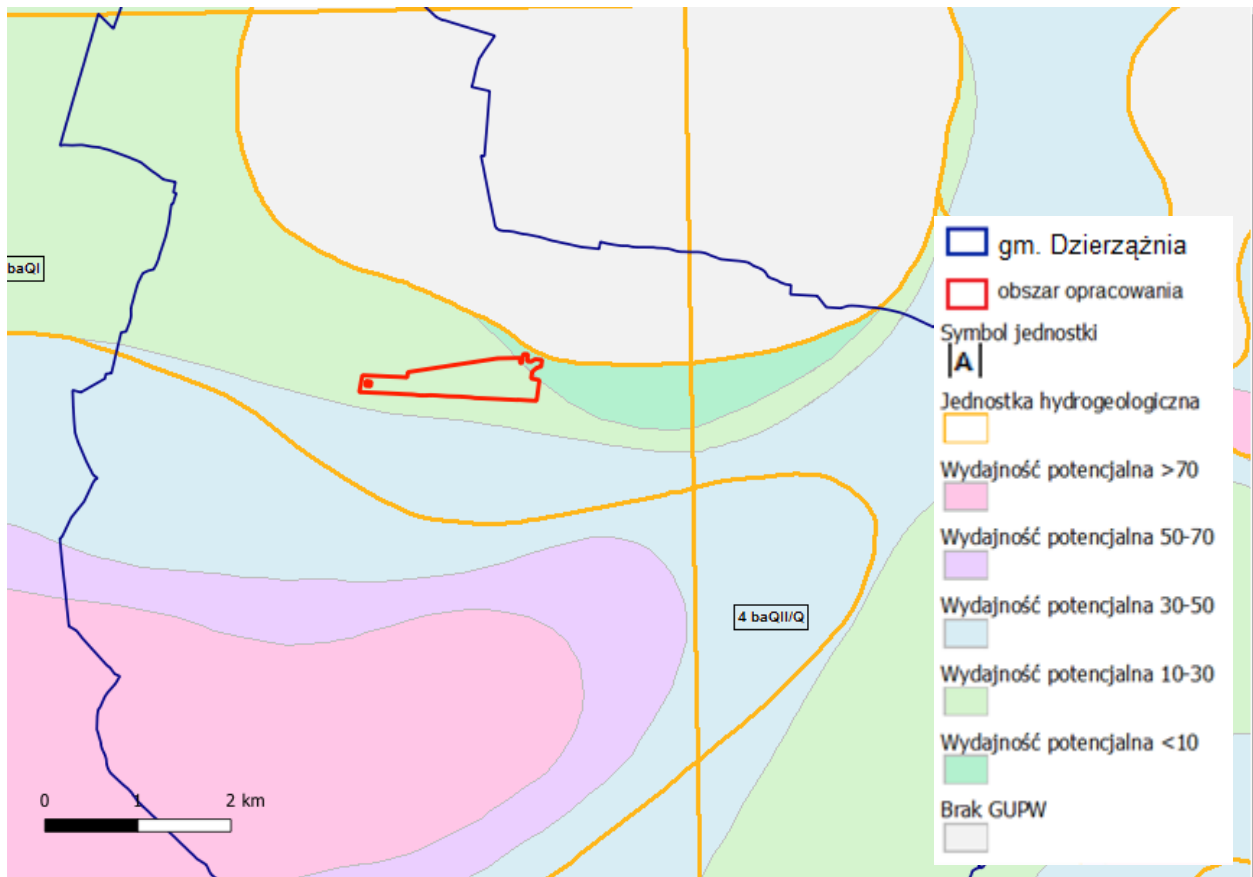 baQI
4 baQII/Q
0 1 2 km
gm. Dzierzążnia
obszar opracowania
Symbol jednostki
|A|
Jednostka hydrogeologiczna
Wydajność potencjalna >70
Wydajność potencjalna 50-70
Wydajność potencjalna 30-50
Wydajność potencjalna 10-30
Wydajność potencjalna <10
Brak GUPW